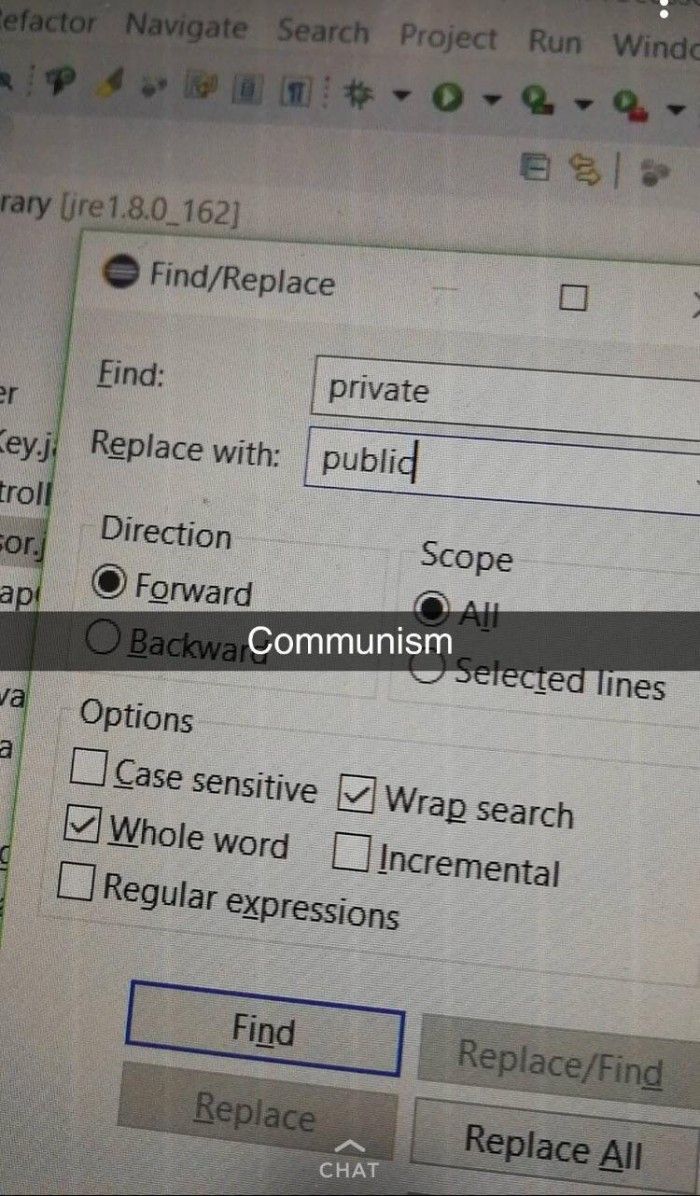 Refactor Navigate Search Project Run Windo
rary [jre1.8.0_162]
Find/Replace
Find: private
er
Key.j
Replace with: public
troll
Direction
Scope
sor.j
Forward
All
ap
Backward
Communism
Selected lines
va
Options
a
Case sensitive
Wrap search
Whole word
Incremental
Regular expressions
Find
Replace/Find
Replace
Replace All
CHAT